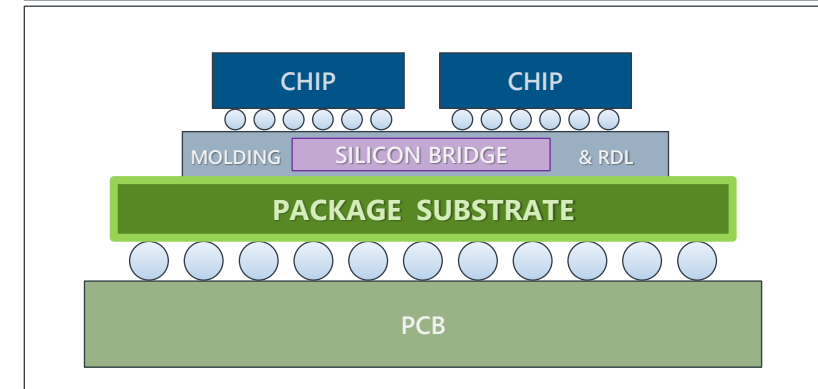 CHIP
CHIP
MOLDING
SILICON BRIDGE
& RDL
PACKAGE SUBSTRATE
PCB